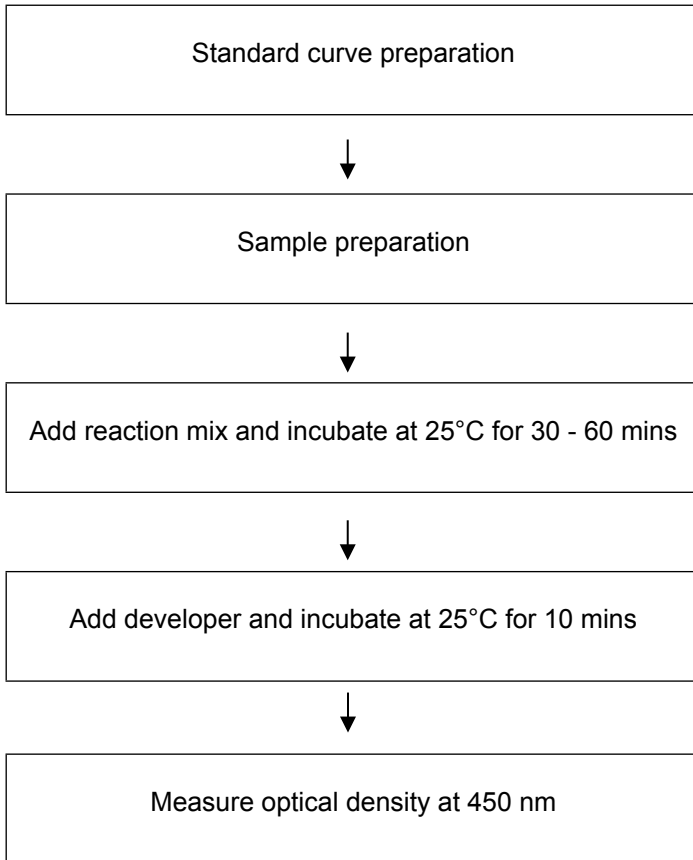 Standard curve preparation
Sample preparation
Add reaction mix and incubate at 25°C for 30 - 60 mins
Add developer and incubate at 25°C for 10 mins
Measure optical density at 450 nm